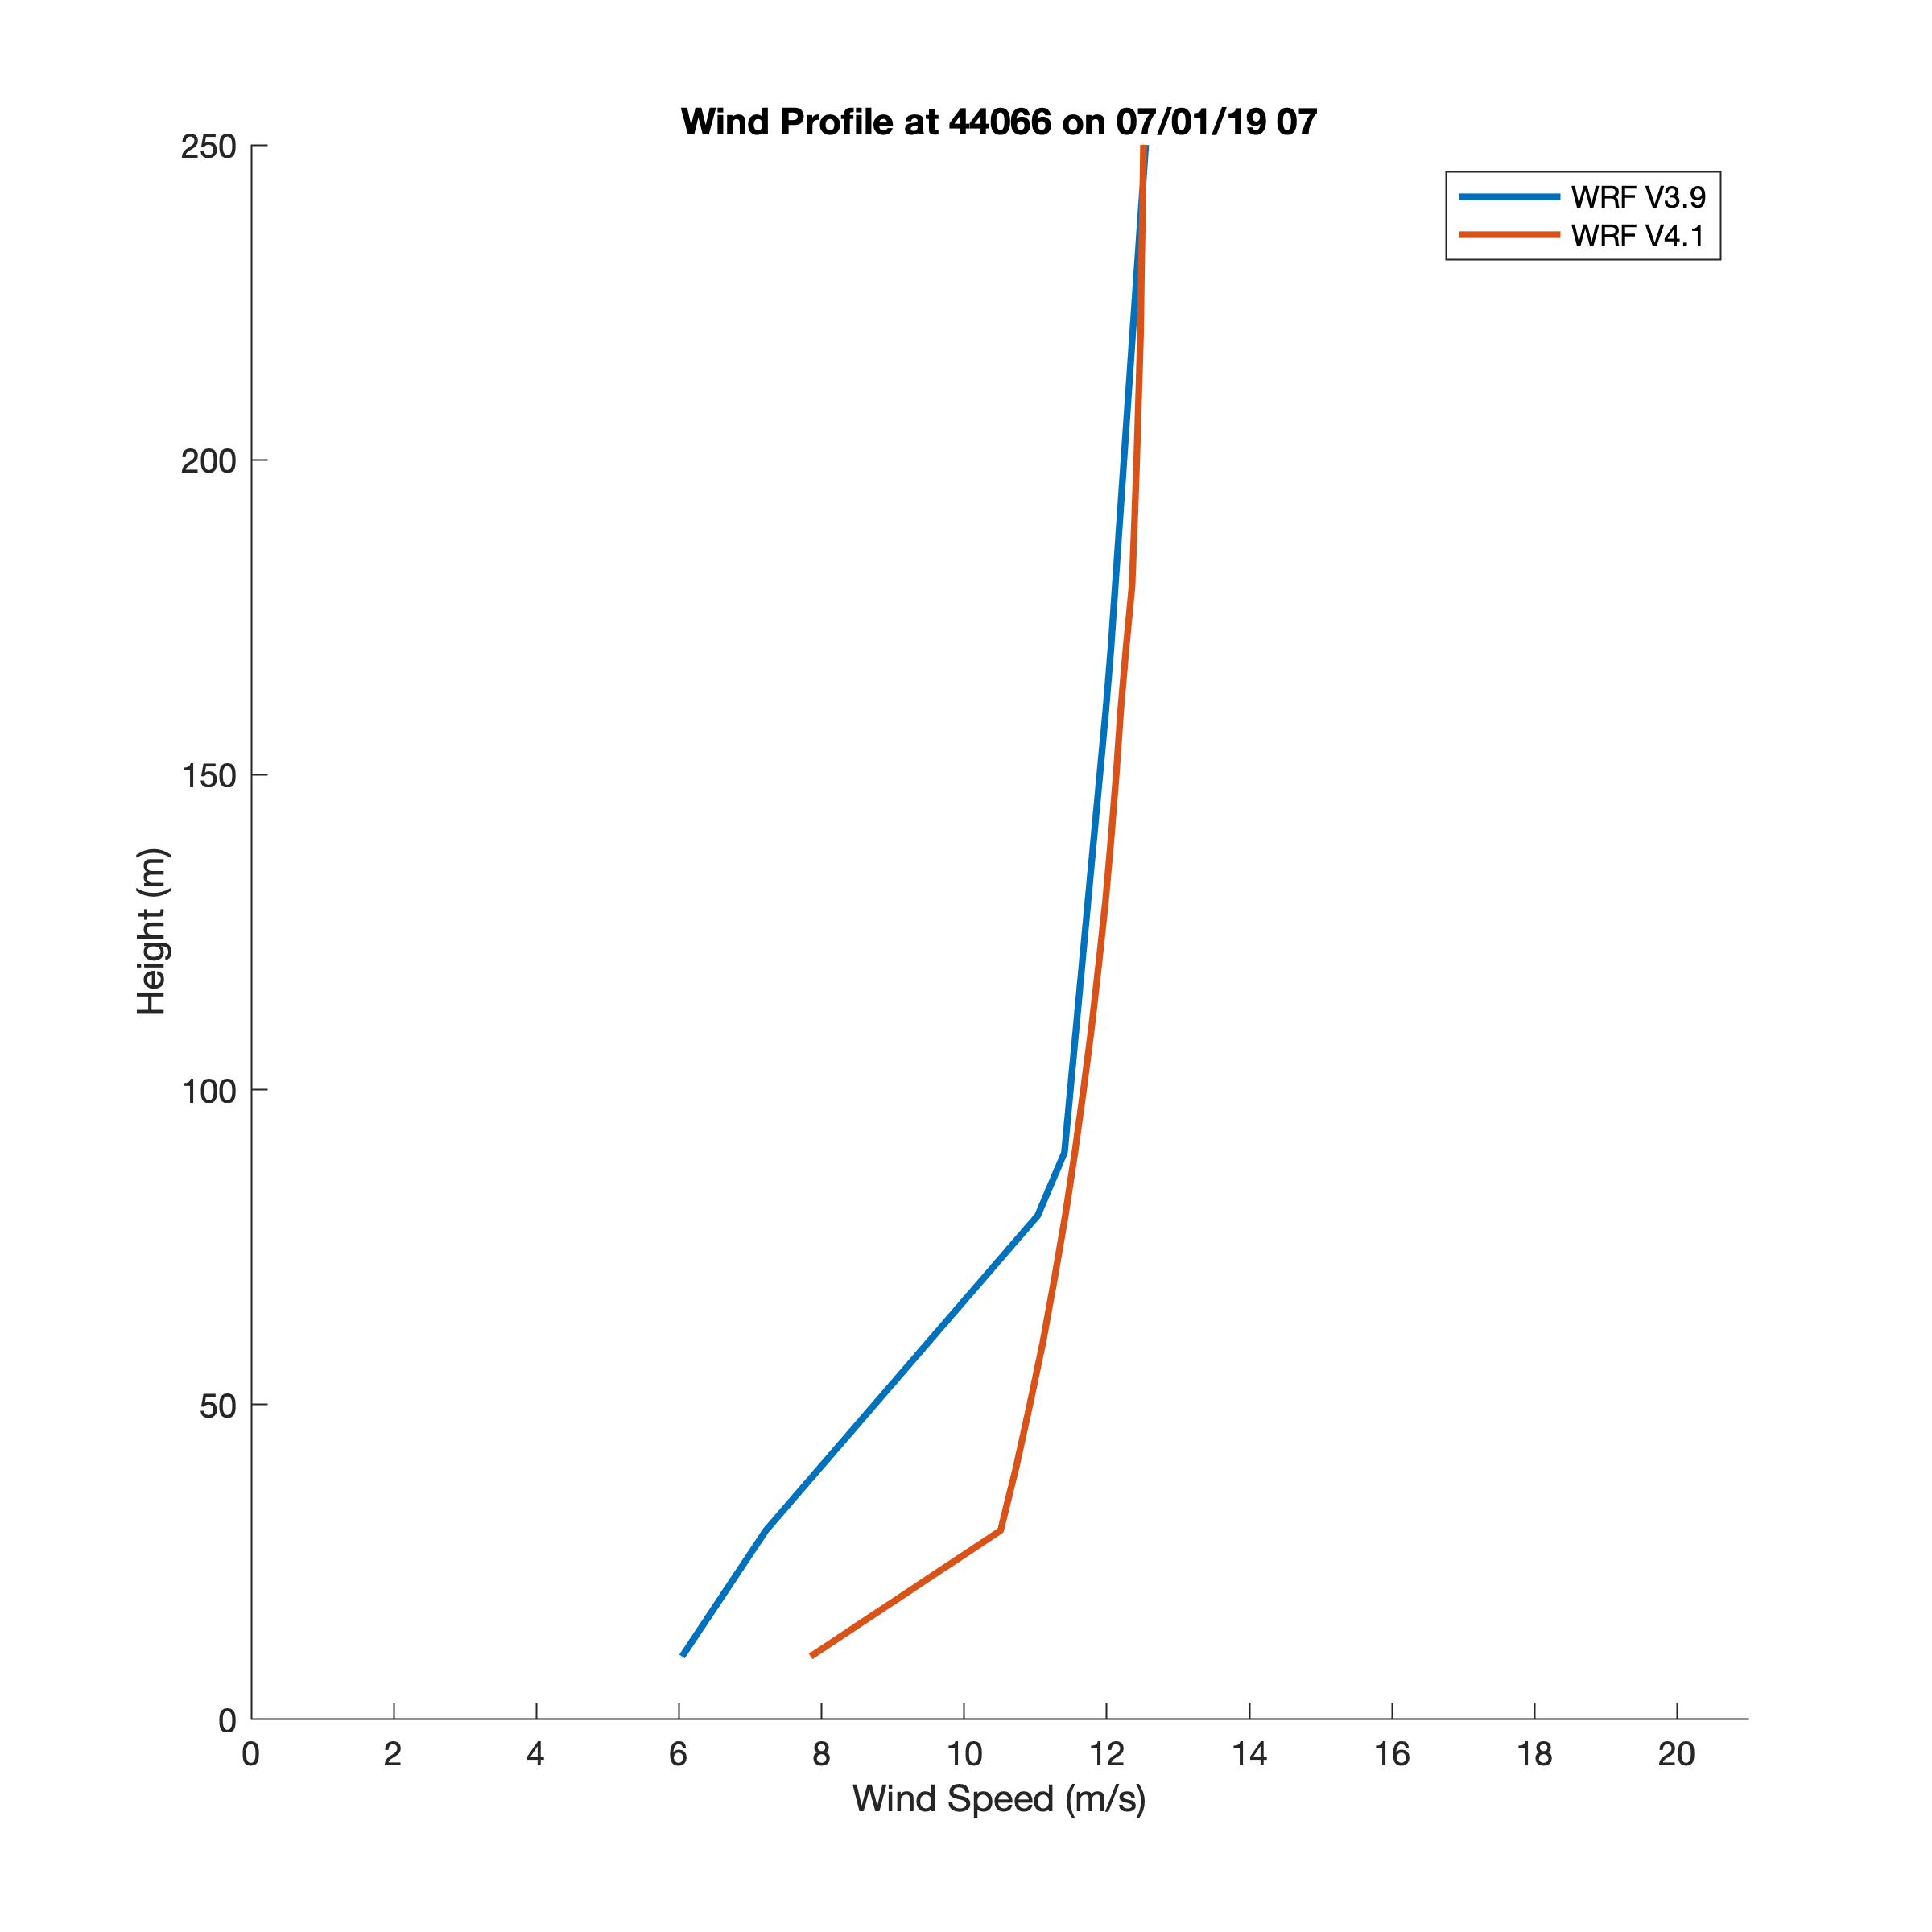 Wind Profile at 44066 on 07/01/19 07
250
200
150
100
50
0
Height (m)
WRF V3.9
WRF V4.1
0 2 4 6 8 10 12 14 16 18 20
Wind Speed (m/s)